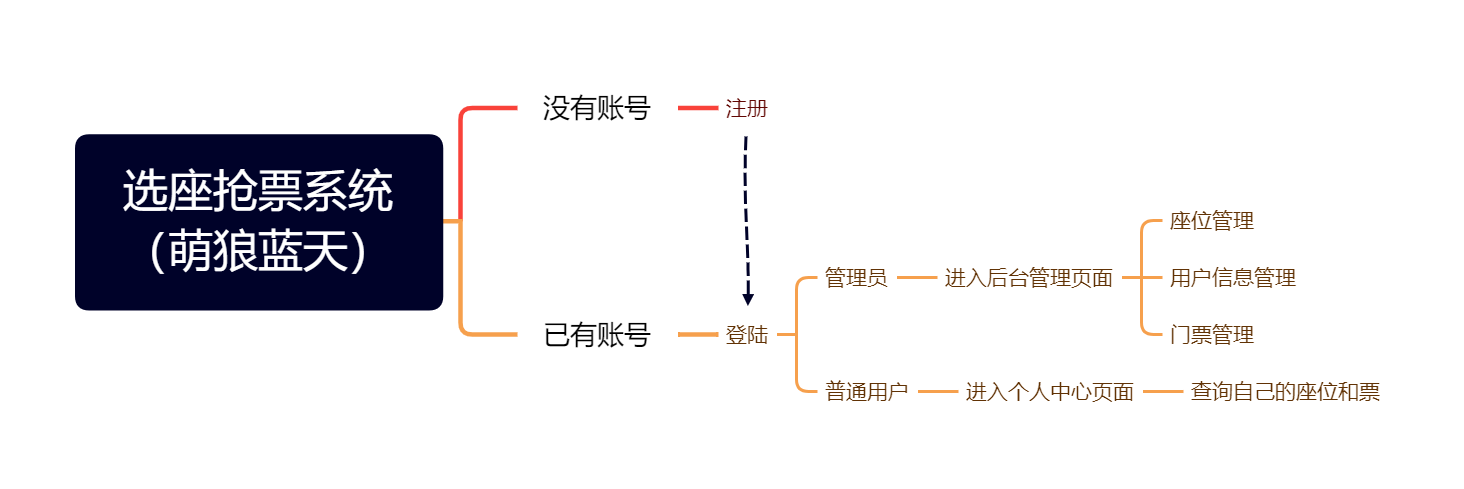 选座抢票系统
（萌狼蓝天）
没有账号
注册
已有账号
登陆
管理员
进入后台管理页面
座位管理
用户信息管理
门票管理
普通用户
进入个人中心页面
查询自己的座位和票